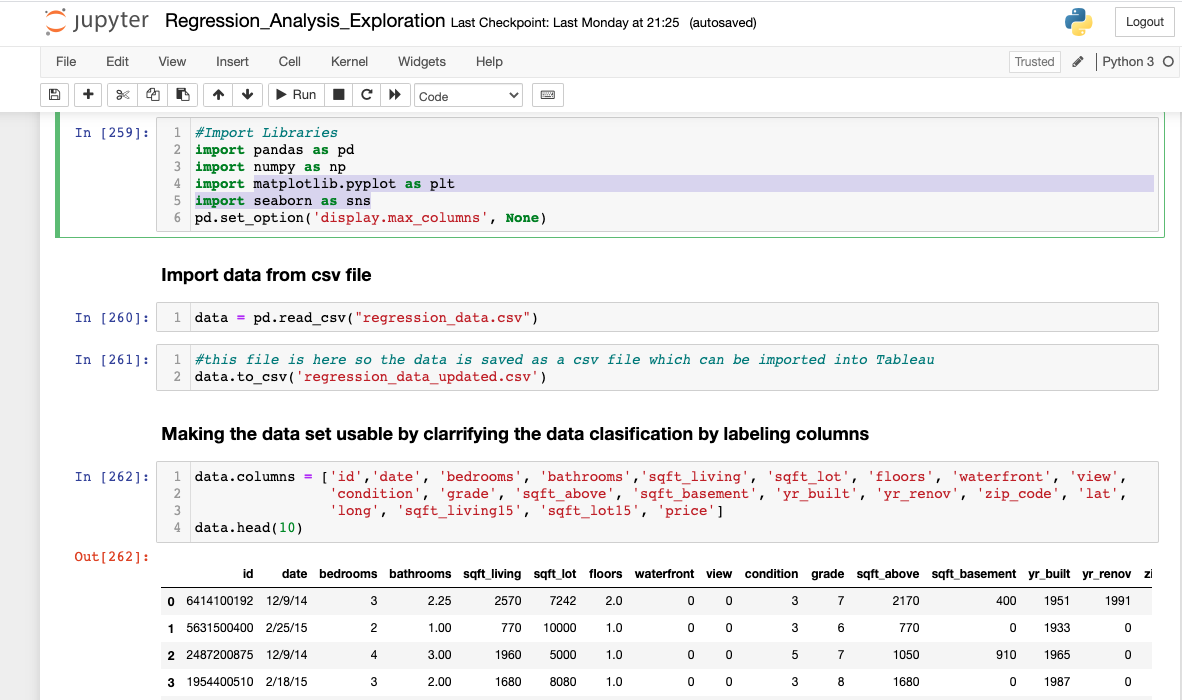 jupyter Regression_Analysis_Exploration Last Checkpoint: Last Monday at 21:25 (autosaved) Logout
File Edit View Insert Cell Kernel Widgets Help Trusted Python 3
Run Code
In [259]: 1 #Import Libraries
2 import pandas as pd
3 import numpy as np
4 import matplotlib.pyplot as plt
5 import seaborn as sns
6 pd.set_option('display.max_columns', None)
Import data from csv file
In [260]: 1 data = pd.read_csv("regression_data.csv")
In [261]: 1 #this file is here so the data is saved as a csv file which can be imported into Tableau
2 data.to_csv('regression_data_updated.csv')
Making the data set usable by clarrifying the data clasification by labeling columns
In [262]: 1 data.columns = ['id','date', 'bedrooms', 'bathrooms','sqft_living', 'sqft_lot', 'floors', 'waterfront', 'view',
2 'condition', 'grade', 'sqft_above', 'sqft_basement', 'yr_built', 'yr_renov', 'zip_code', 'lat',
3 'long', 'sqft_living15', 'sqft_lot15', 'price']
4 data.head(10)
Out[262]:
id date bedrooms bathrooms sqft_living sqft_lot floors waterfront view condition grade sqft_above sqft_basement yr_built yr_renov zi
0 6414100192 12/9/14 3 2.25 2570 7242 2.0 0 0 3 7 2170 400 1951 1991
1 5631500400 2/25/15 2 1.00 770 10000 1.0 0 0 3 6 770 0 1933 0
2 2487200875 12/9/14 4 3.00 1960 5000 1.0 0 0 5 7 1050 910 1965 0
3 1954400510 2/18/15 3 2.00 1680 8080 1.0 0 0 3 8 1680 0 1987 0